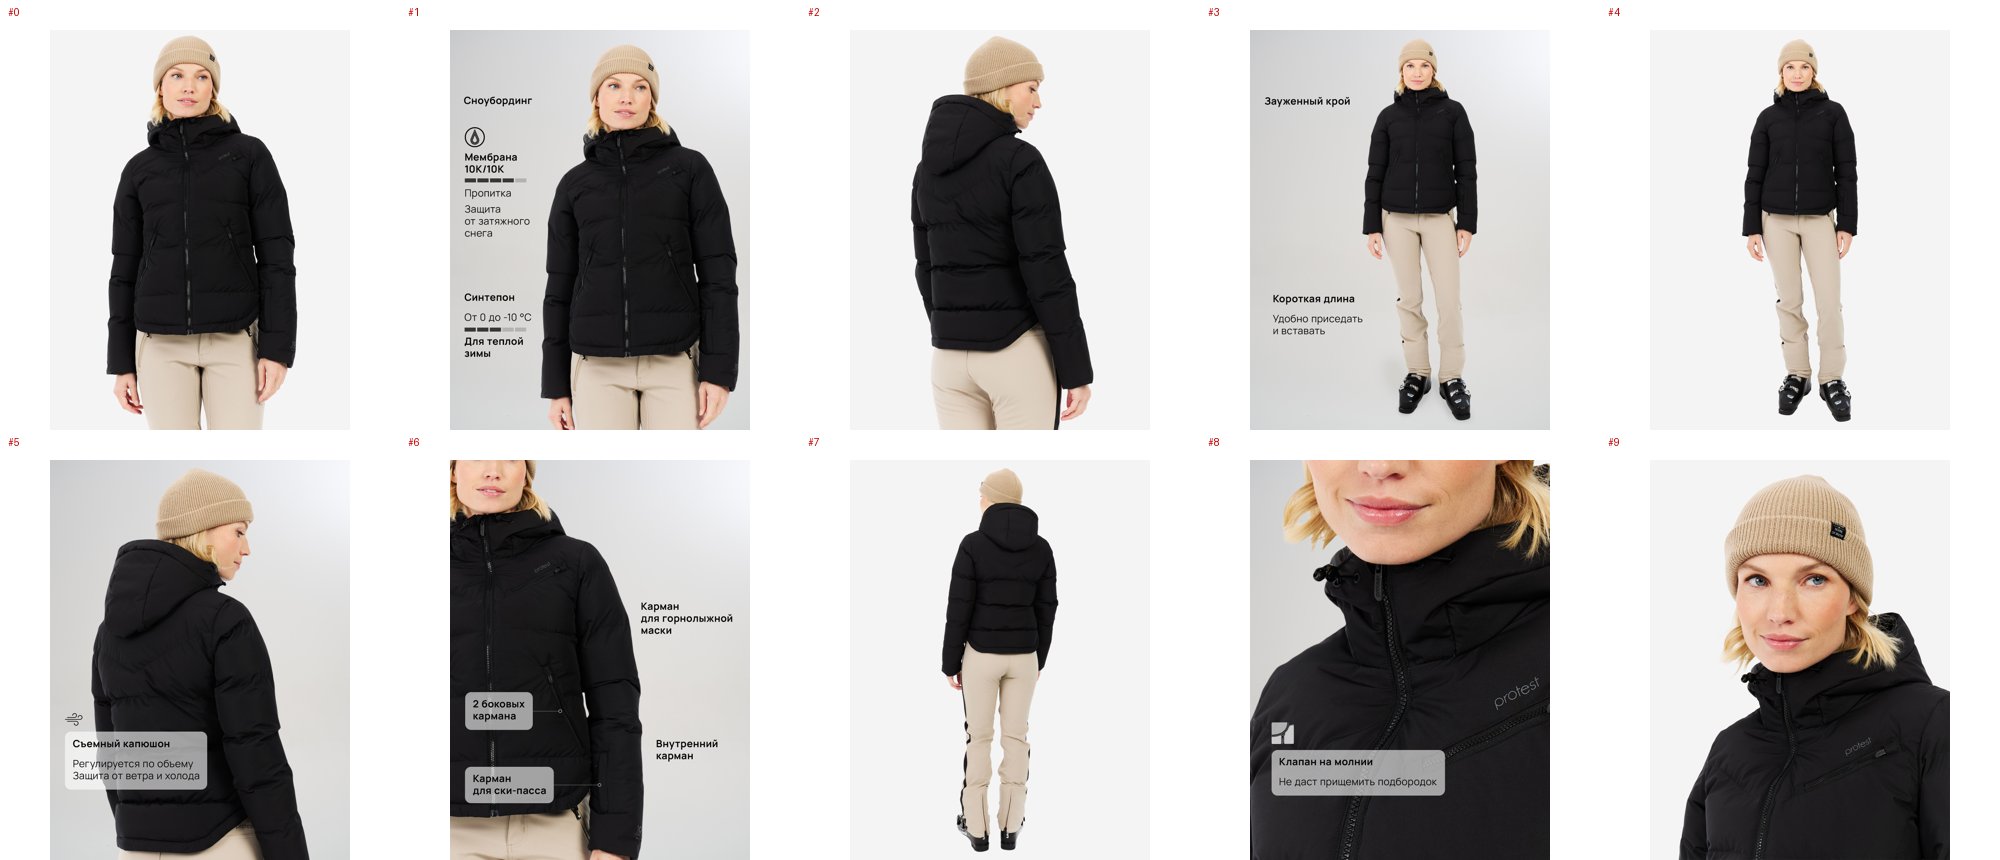 #0
#1
#2
#3
#4
Сноубординг
Мембрана
10K/10K
Пропитка
Защита
от затяжного
снега
Синтепон
От 0 до -10 °C
Для теплой
зимы
Зауженный крой
Короткая длина
Удобно приседать
и вставать
#5
#6
#7
#8
#9
Съемный капюшон
Регулируется по объему
Защита от ветра и холода
protest
Карман
для горнолыжной
маски
2 боковых
кармана
Внутренний
карман
Карман
для ски-пасса
protest
Клапан на молнии
Не даст прищемить подбородок
protest